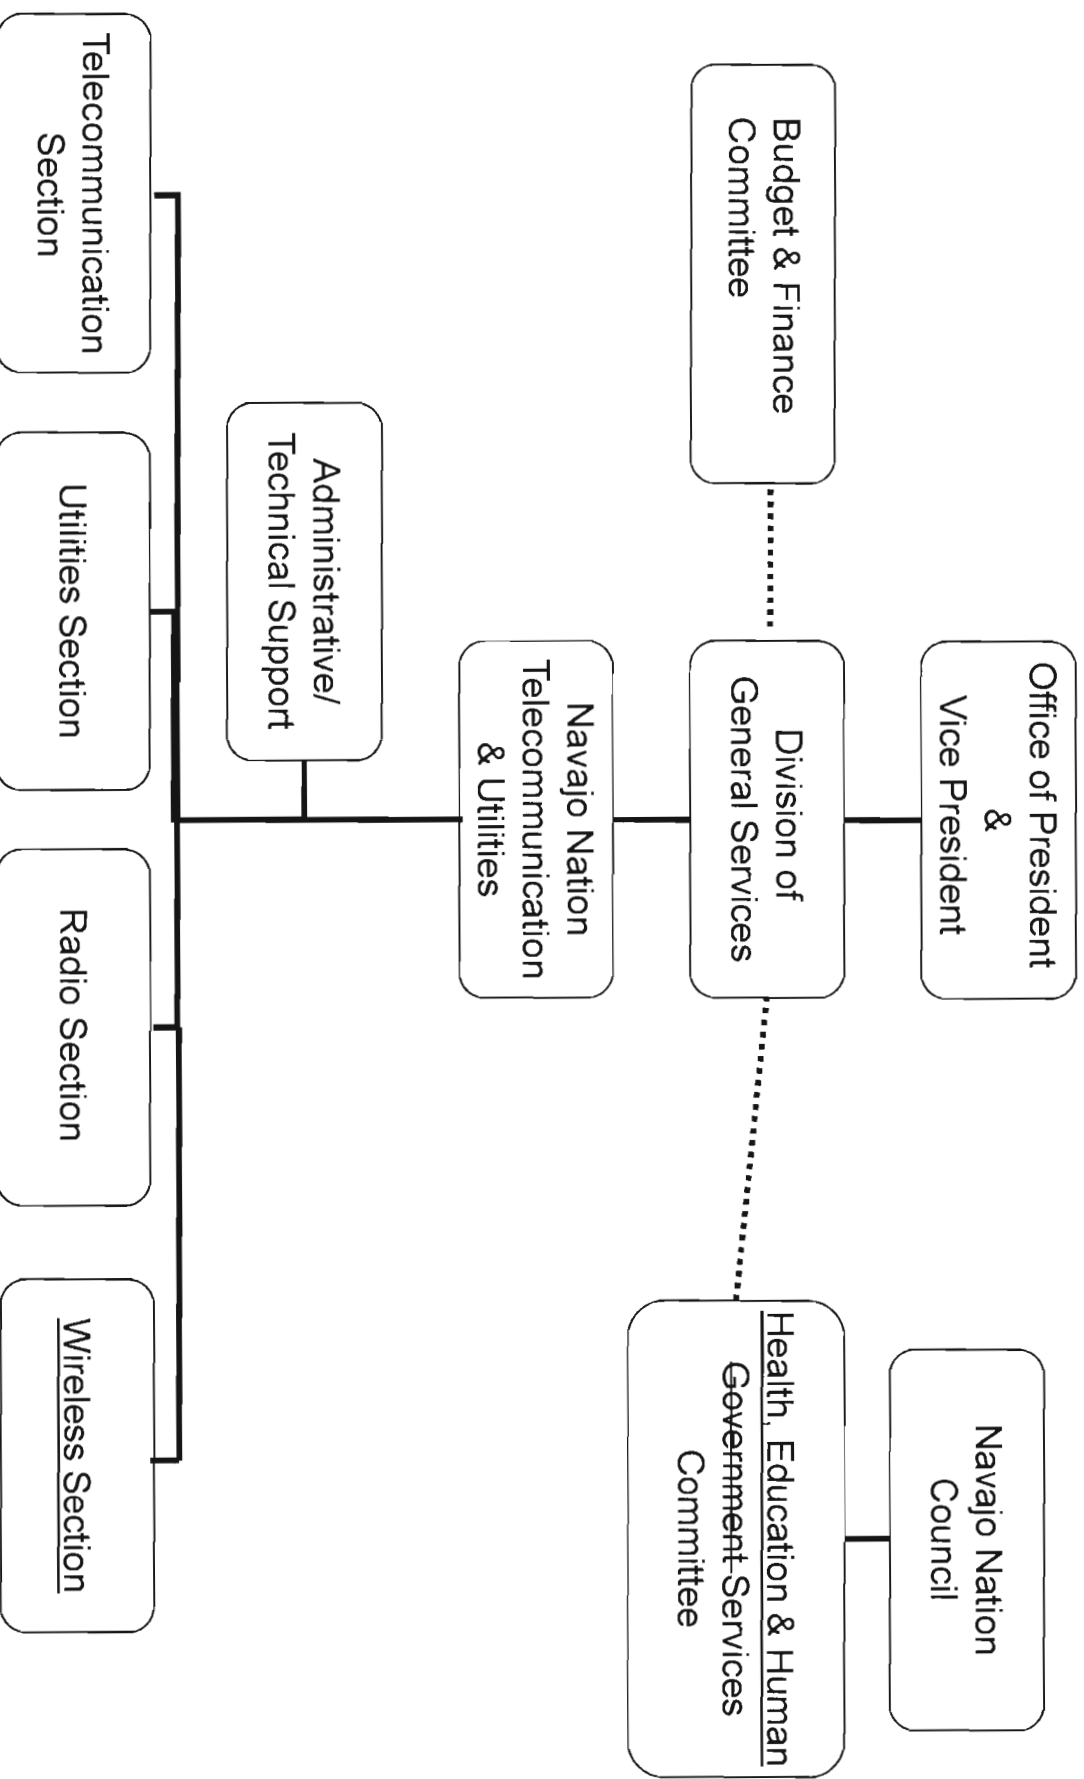 Office of President
&
Vice President
Navajo Nation
Council
Budget & Finance
Committee
Division of
General Services
Health, Education & Human
Government Services
Committee
Navajo Nation
Telecommunication
& Utilities
Administrative/
Technical Support
Telecommunication
Section
Utilities Section
Radio Section
Wireless Section